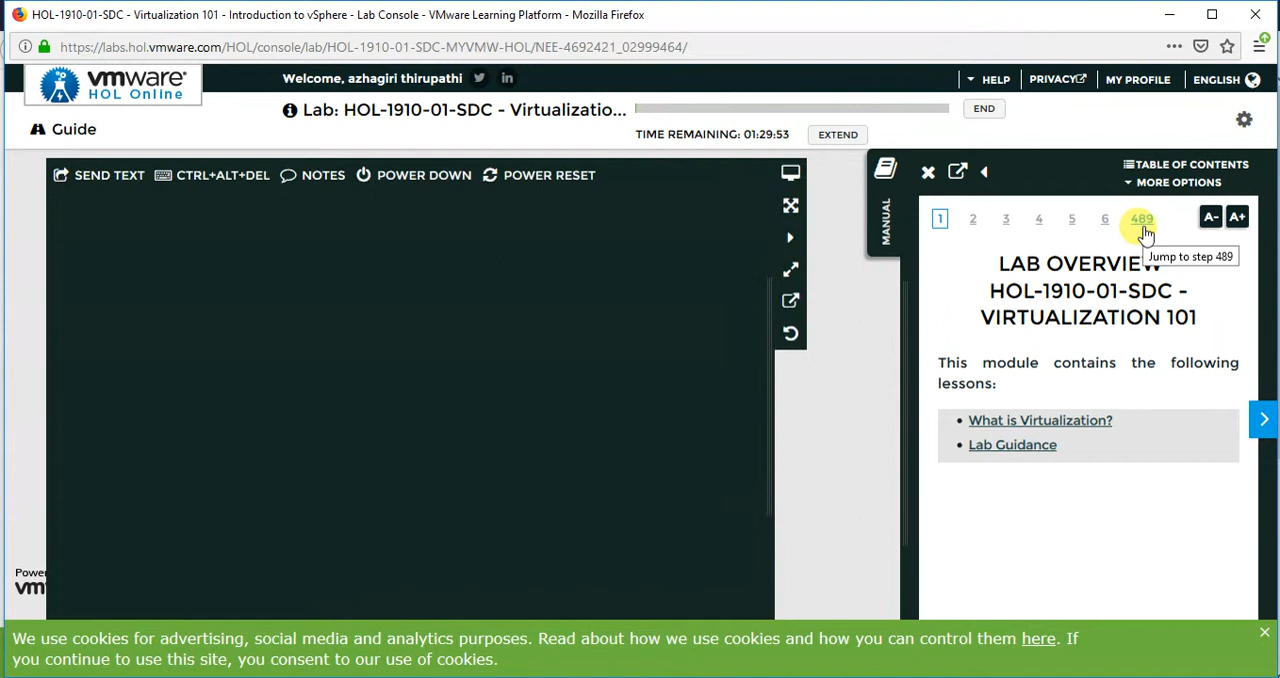 HOL-1910-01-SDC - Virtualization 101 - Introduction to vSphere - Lab Console - VMware Learning Platform - Mozilla Firefox
https://labs.hol.vmware.com/HOL/console/lab/HOL-1910-01-SDC-MYVMW-HOL/NEE-4692421_02999464/
vmware®
HOL Online
Welcome, azhagiri thirupathi
HELP
PRIVACY
MY PROFILE
ENGLISH
Lab: HOL-1910-01-SDC - Virtualizatio...
END
Guide
TIME REMAINING: 01:29:53
EXTEND
SEND TEXT
CTRL+ALT+DEL
NOTES
POWER DOWN
POWER RESET
MANUAL
TABLE OF CONTENTS
MORE OPTIONS
1 2 3 4 5 6 489
A- A+
Jump to step 489
LAB OVERVIEW
HOL-1910-01-SDC -
VIRTUALIZATION 101
This module contains the following
lessons:
• What is Virtualization?
• Lab Guidance
Power
vm
We use cookies for advertising, social media and analytics purposes. Read about how we use cookies and how you can control them here. If
you continue to use this site, you consent to our use of cookies.